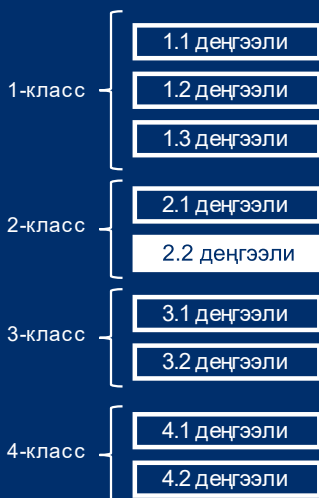 1-класс
1.1 деңгээли
1.2 деңгээли
1.3 деңгээли
2-класс
2.1 деңгээли
2.2 деңгээли
3-класс
3.1 деңгээли
3.2 деңгээли
4-класс
4.1 деңгээли
4.2 деңгээли